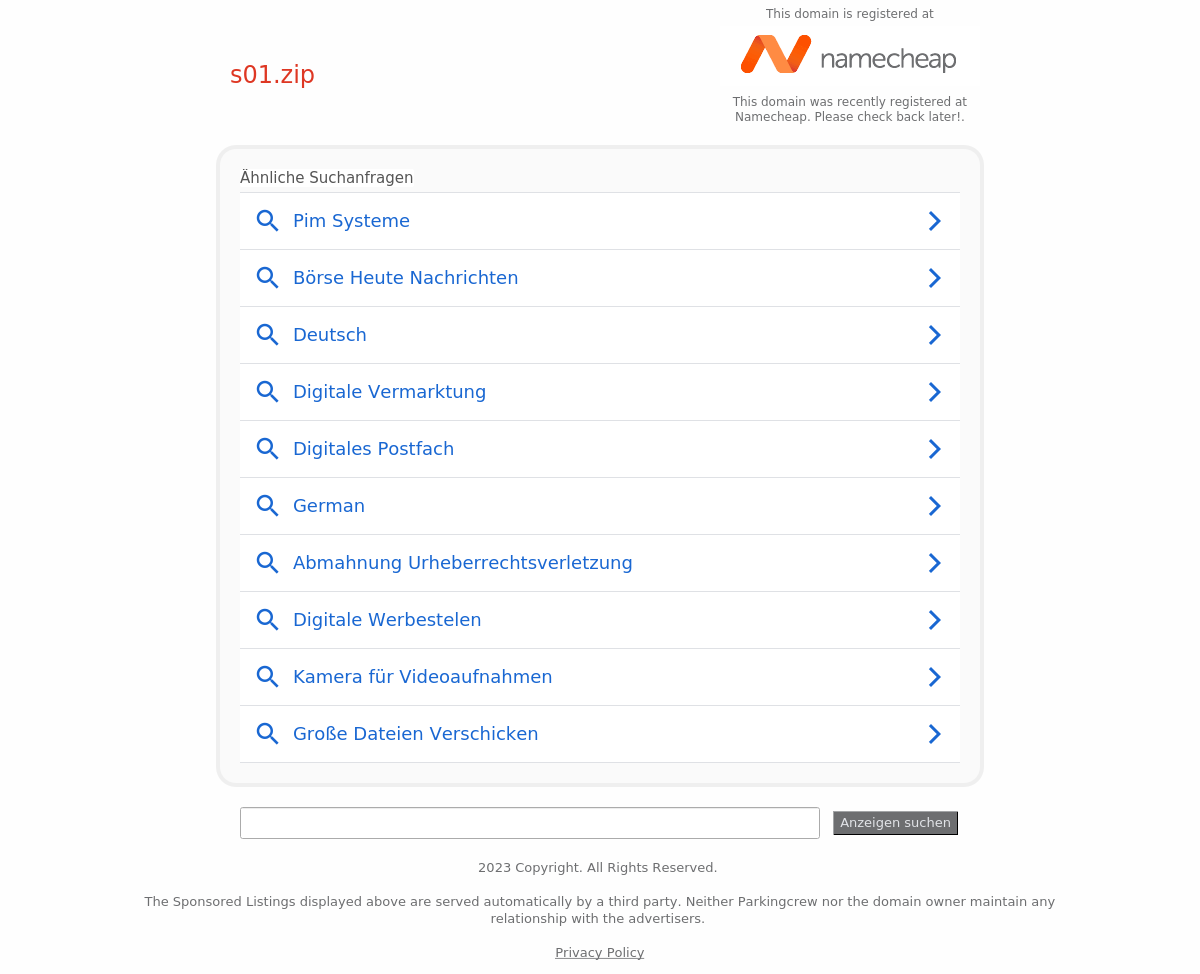 This domain is registered at
namecheap
s01.zip
This domain was recently registered at
Namecheap. Please check back later!.
Ähnliche Suchanfragen
Pim Systeme
Börse Heute Nachrichten
Deutsch
Digitale Vermarktung
Digitales Postfach
German
Abmahnung Urheberrechtsverletzung
Digitale Werbestelen
Kamera für Videoaufnahmen
Große Dateien Verschicken
Anzeigen suchen
2023 Copyright. All Rights Reserved.
The Sponsored Listings displayed above are served automatically by a third party. Neither Parkingcrew nor the domain owner maintain any
relationship with the advertisers.
Privacy Policy